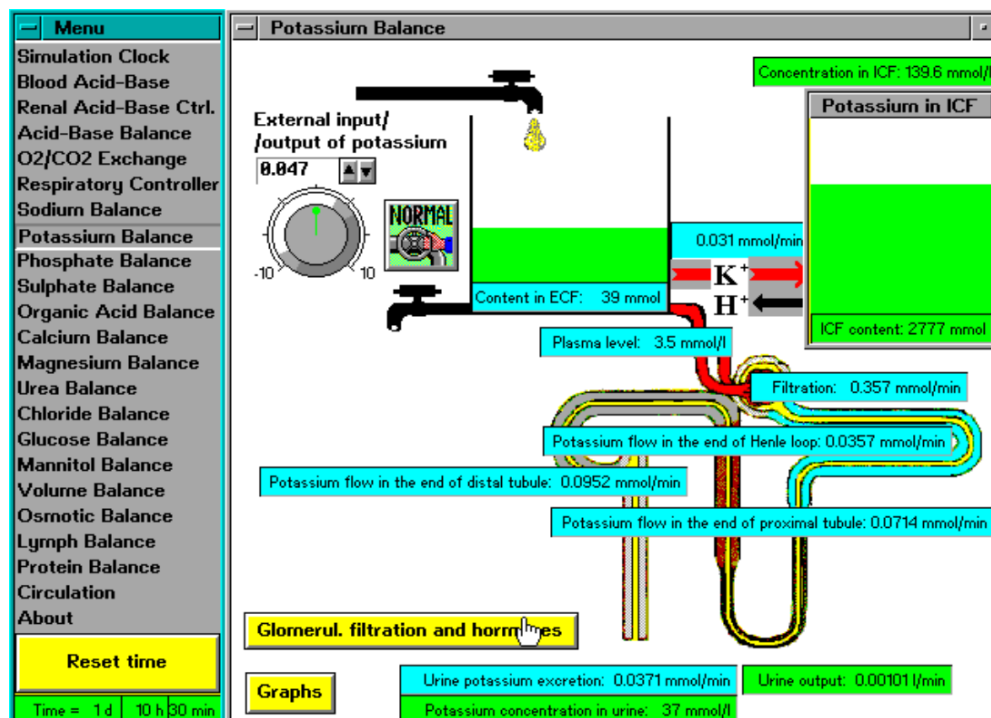 Menu
Simulation Clock
Blood Acid-Base
Renal Acid-Base Ctrl.
Acid-Base Balance
O2/CO2 Exchange
Respiratory Controller
Sodium Balance
Potassium Balance
Phosphate Balance
Sulphate Balance
Organic Acid Balance
Calcium Balance
Magnesium Balance
Urea Balance
Chloride Balance
Glucose Balance
Mannitol Balance
Volume Balance
Osmotic Balance
Lymph Balance
Protein Balance
Circulation
About
Reset time
Time = 1 d 10 h 30 min
Potassium Balance
Concentration in ICF: 139.6 mmol/l
Potassium in ICF
External input/
/output of potassium
0.047
-10 10
NORMAL
0.031 mmol/min
K+
H+
Content in ECF: 39 mmol
ICF content: 2777 mmol
Plasma level: 3.5 mmol/l
Filtration: 0.357 mmol/min
Potassium flow in the end of Henle loop: 0.0357 mmol/min
Potassium flow in the end of distal tubule: 0.0952 mmol/min
Potassium flow in the end of proximal tubule: 0.0714 mmol/min
Glomerul. filtration and
Graphs
Urine potassium excretion: 0.0371 mmol/min
Urine output: 0.00101 l/min
Potassium concentration in urine: 37 mmol/l